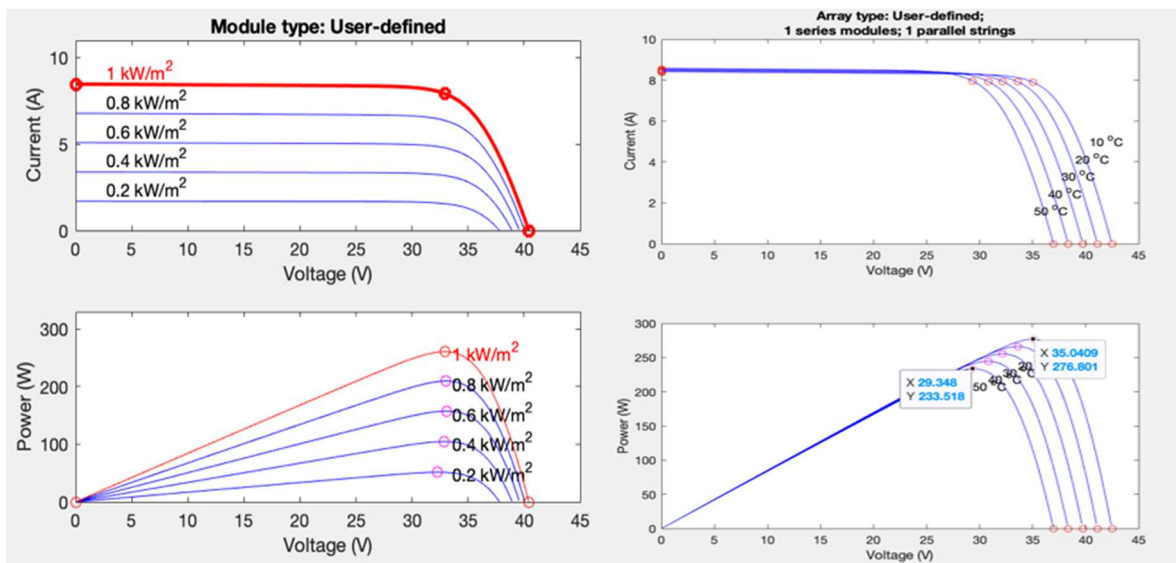 Module type: User-defined
10
5
0
Current (A)
1 kW/m2
0.8 kW/m2
0.6 kW/m2
0.4 kW/m2
0.2 kW/m2
0 5 10 15 20 25 30 35 40 45
Voltage (V)
Array type: User-defined;
1 series modules; 1 parallel strings
10
8
6
4
2
0
Current (A)
10 °C
20 °C
30 °C
40 °C
50 °C
0 5 10 15 20 25 30 35 40 45
Voltage (V)
300
200
100
0
Power (W)
1 kW/m2
0.8 kW/m2
0.6 kW/m2
0.4 kW/m2
0.2 kW/m2
0 5 10 15 20 25 30 35 40 45
Voltage (V)
300
250
200
150
100
50
0
Power (W)
X 35.0409
Y 276.801
X 29.348
Y 233.518
20
30
40
50 °C
0 5 10 15 20 25 30 35 40 45
Voltage (V)